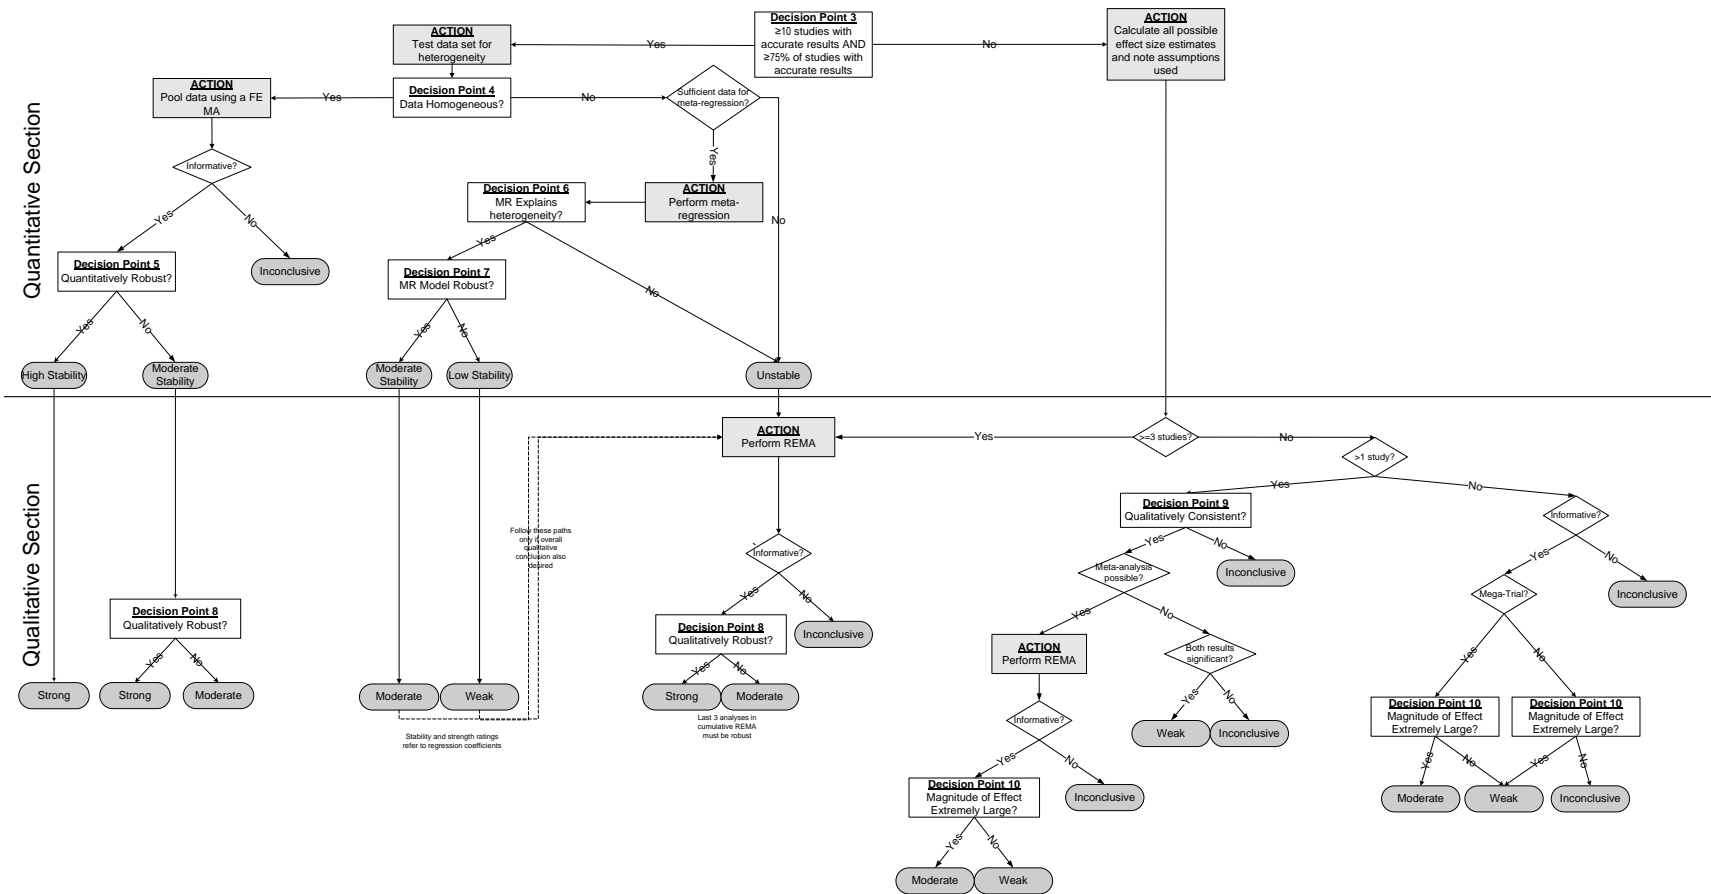 Quantitative Section
Decision Point 3
≥10 studies with
accurate results AND
≥75% of studies with
accurate results
Yes
No
ACTION
Test data set for
heterogeneity
ACTION
Calculate all possible
effect size estimates
and note assumptions
used
Decision Point 4
Data Homogeneous?
Yes
No
ACTION
Pool data using a FE
MA
Sufficient data for
meta-regression?
Yes
No
Informative?
Yes
No
Inconclusive
ACTION
Perform meta-
regression
Decision Point 6
MR Explains
heterogeneity?
Yes
No
Decision Point 5
Quantitatively Robust?
Yes
No
Decision Point 7
MR Model Robust?
Yes
No
High Stability
Moderate
Stability
Moderate
Stability
Low Stability
Unstable
Qualitative Section
ACTION
Perform REMA
Yes
>=3 studies?
No
>1 study?
Yes
No
Decision Point 9
Qualitatively Consistent?
Yes
No
Inconclusive
Informative?
Yes
No
Inconclusive
Follow these paths
only if overall
qualitative
conclusion also
desired
Informative?
Yes
No
Inconclusive
Meta-analysis
possible?
Yes
No
Mega-Trial?
Yes
No
Decision Point 8
Qualitatively Robust?
Yes
No
Decision Point 8
Qualitatively Robust?
Yes
No
ACTION
Perform REMA
Both results
significant?
Yes
No
Strong
Strong
Moderate
Moderate
Weak
Strong
Moderate
Last 3 analyses in
cumulative REMA
must be robust
Stability and strength ratings
refer to regression coefficients
Informative?
Yes
No
Inconclusive
Weak
Inconclusive
Decision Point 10
Magnitude of Effect
Extremely Large?
Yes
No
Decision Point 10
Magnitude of Effect
Extremely Large?
Yes
No
Moderate
Weak
Inconclusive
Decision Point 10
Magnitude of Effect
Extremely Large?
Yes
No
Moderate
Weak